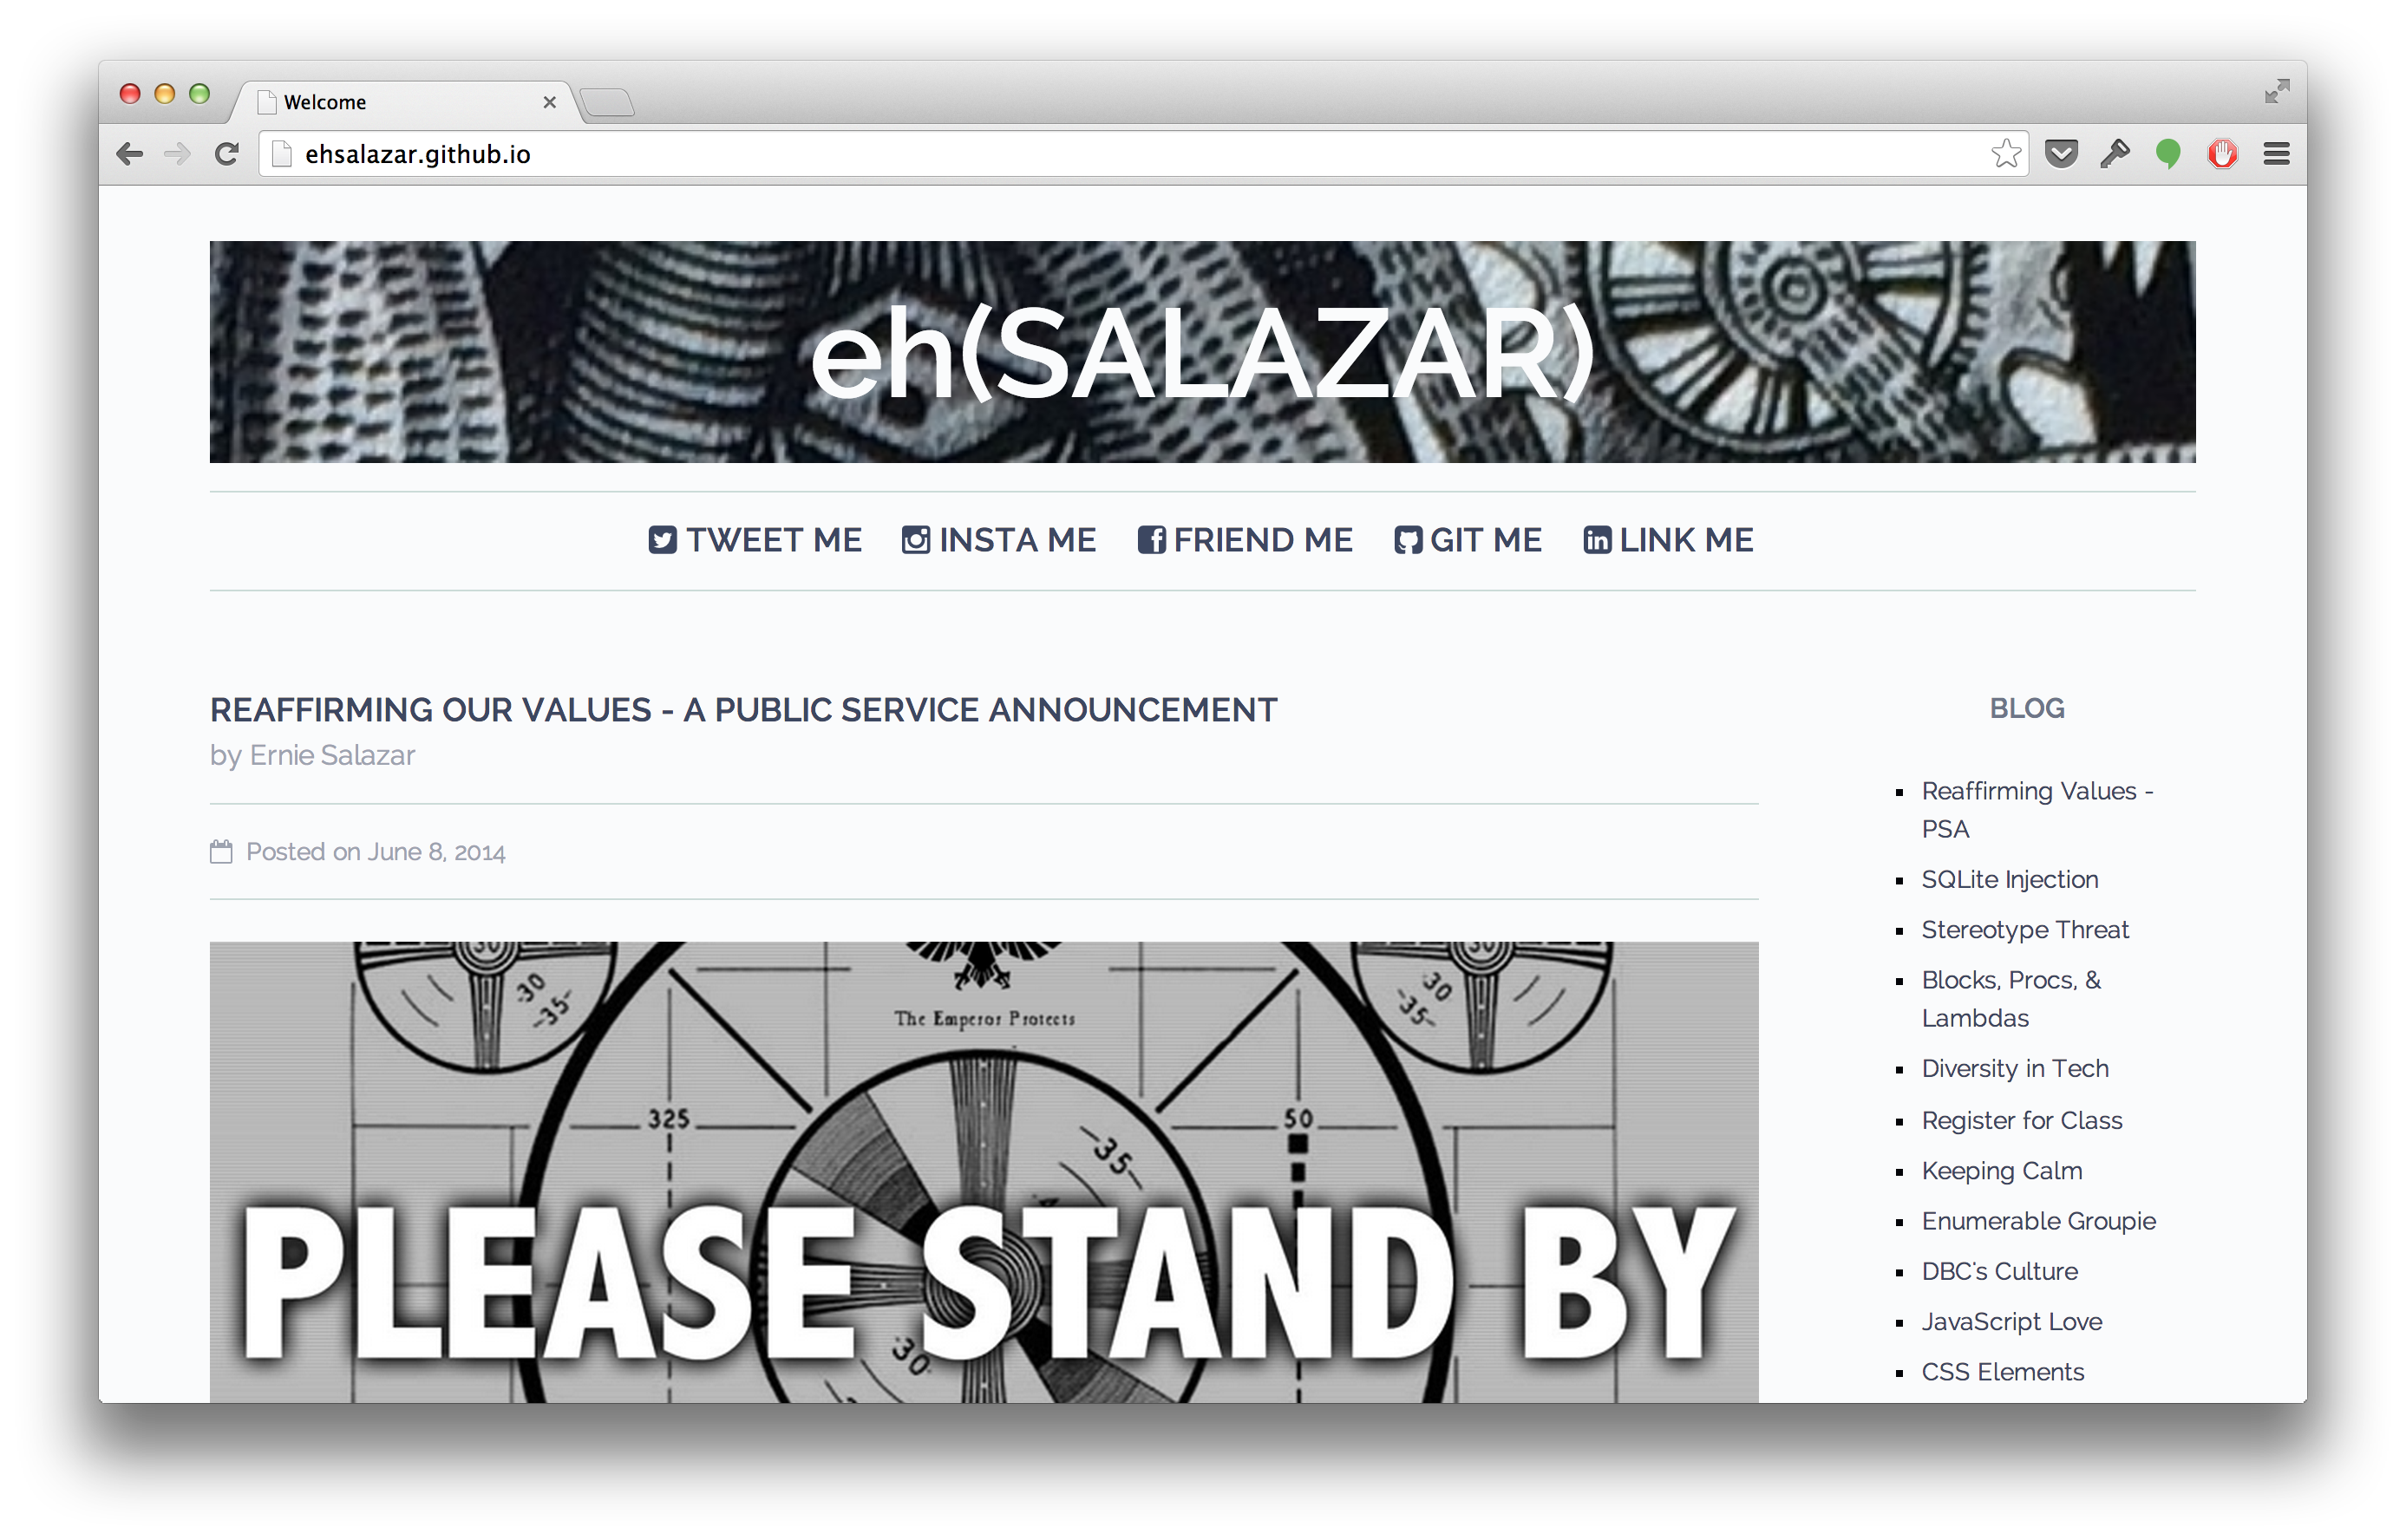 Welcome
ehsalazar.github.io
eh(SALAZAR)
TWEET ME INSTA ME FRIEND ME GIT ME LINK ME
REAFFIRMING OUR VALUES - A PUBLIC SERVICE ANNOUNCEMENT
by Ernie Salazar
Posted on June 8, 2014
30 30
30 30
-35- -35-
The Emperor Protects
325 50
-35-
PLEASE STAND BY
30
BLOG
Reaffirming Values -
PSA
SQLite Injection
Stereotype Threat
Blocks, Procs, &
Lambdas
Diversity in Tech
Register for Class
Keeping Calm
Enumerable Groupie
DBC's Culture
JavaScript Love
CSS Elements